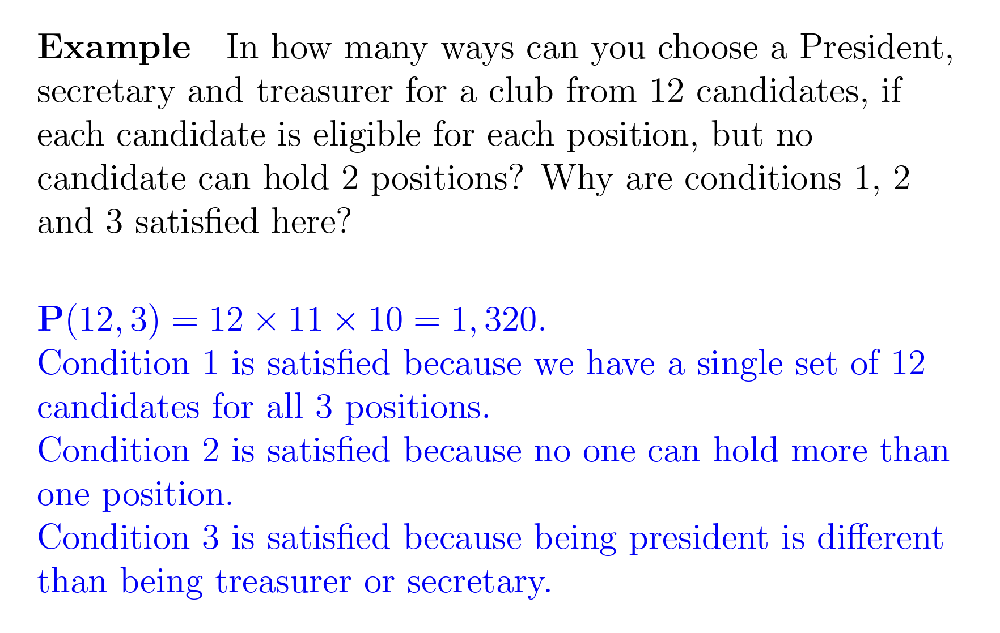 Example In how many ways can you choose a President,
secretary and treasurer for a club from 12 candidates, if
each candidate is eligible for each position, but no
candidate can hold 2 positions? Why are conditions 1, 2
and 3 satisfied here?
P(12, 3) = 12 × 11 × 10 = 1, 320.
Condition 1 is satisfied because we have a single set of 12
candidates for all 3 positions.
Condition 2 is satisfied because no one can hold more than
one position.
Condition 3 is satisfied because being president is different
than being treasurer or secretary.